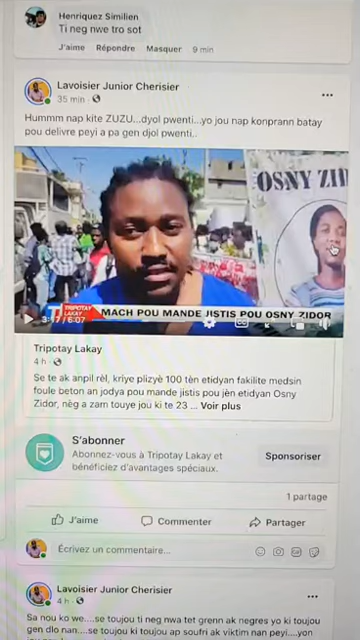 Henriquez Similien
Ti neg nwe tro sot
J'aime Répondre Masquer 9 min
Lavoisier Junior Cherisier
35 min
Hummm nap kite ZUZU...dyol pwenti...yo jou nap konprann batay
pou delivre peyi a pa gen djol pwenti..
OSNY ZID
TRIPOTAY
LAKAY
MACH POU MANDE JISTIS POU OSNY ZIDOR
/6:07
Tripotay Lakay
4 h
Se te ak anpil rèl, kriye plizyè 100 tèn etidyan fakilite medsin
foule beton an jodya pou mande jistis pou jèn etidyan Osny
Zidor, nèg a zam touye jou ki te 23 ... Voir plus
S'abonner
Abonnez-vous à Tripotay Lakay et
bénéficiez d'avantages spéciaux.
Sponsoriser
1 partage
J'aime Commenter Partager
Écrivez un commentaire...
Lavoisier Junior Cherisier
4 h
Sa nou ko we....se toujou ti neg nwa tet grenn ak negres yo ki toujou
gen dlo nan....se toujou ki toujou ap soufri ak viktim nan peyi....yon